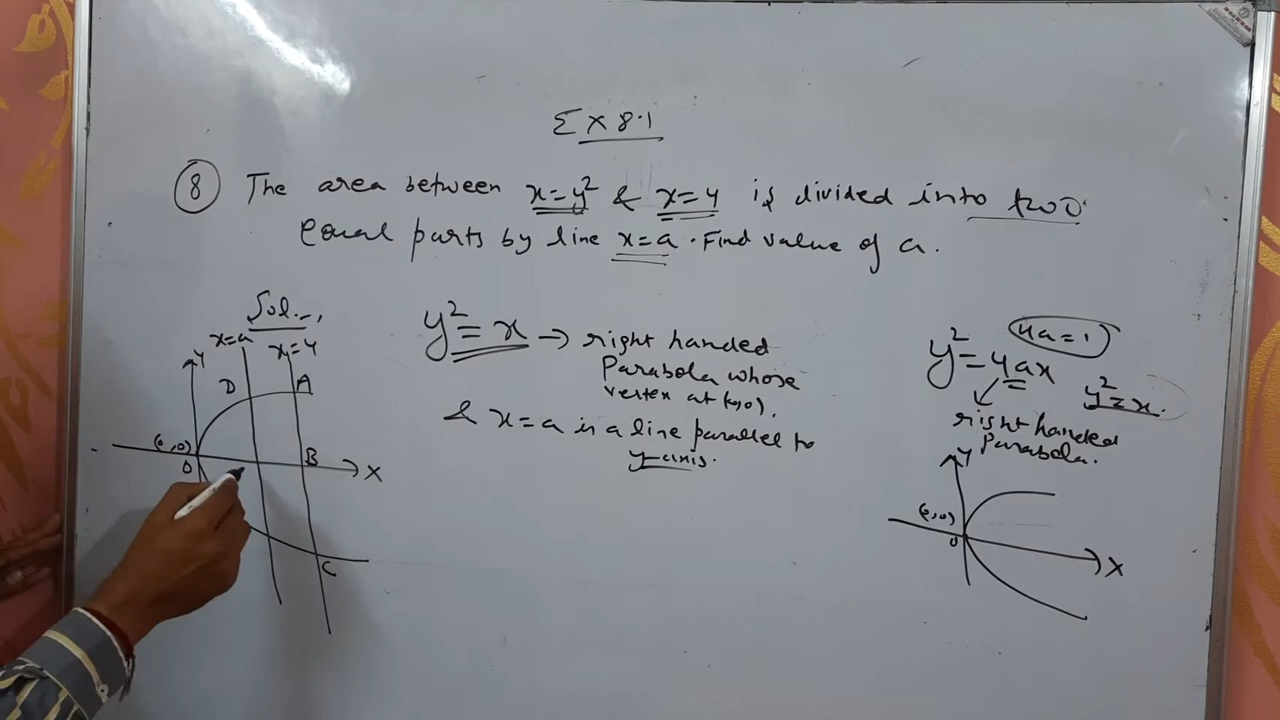 Ex 8.1
8 The area between x=y² & x=4 is divided into two
equal parts by line x=a. Find value of a.
Sol.
x=a x=4
Y
D A
(0,0)
O B X
C
y²=x → right handed
Parabola whose
vertex at (0,0).
& x=a is a line parallel to
y-axis.
4a=1
y²=4ax
y²=x.
right handed
Parabola.
Y
(0,0)
O X